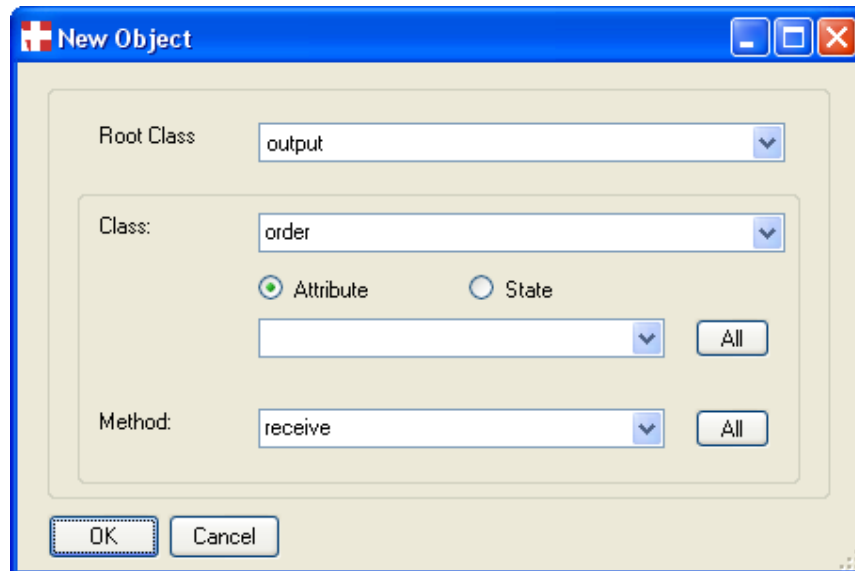 New Object
Root Class
output
Class:
order
Attribute
State
All
Method:
receive
All
OK
Cancel